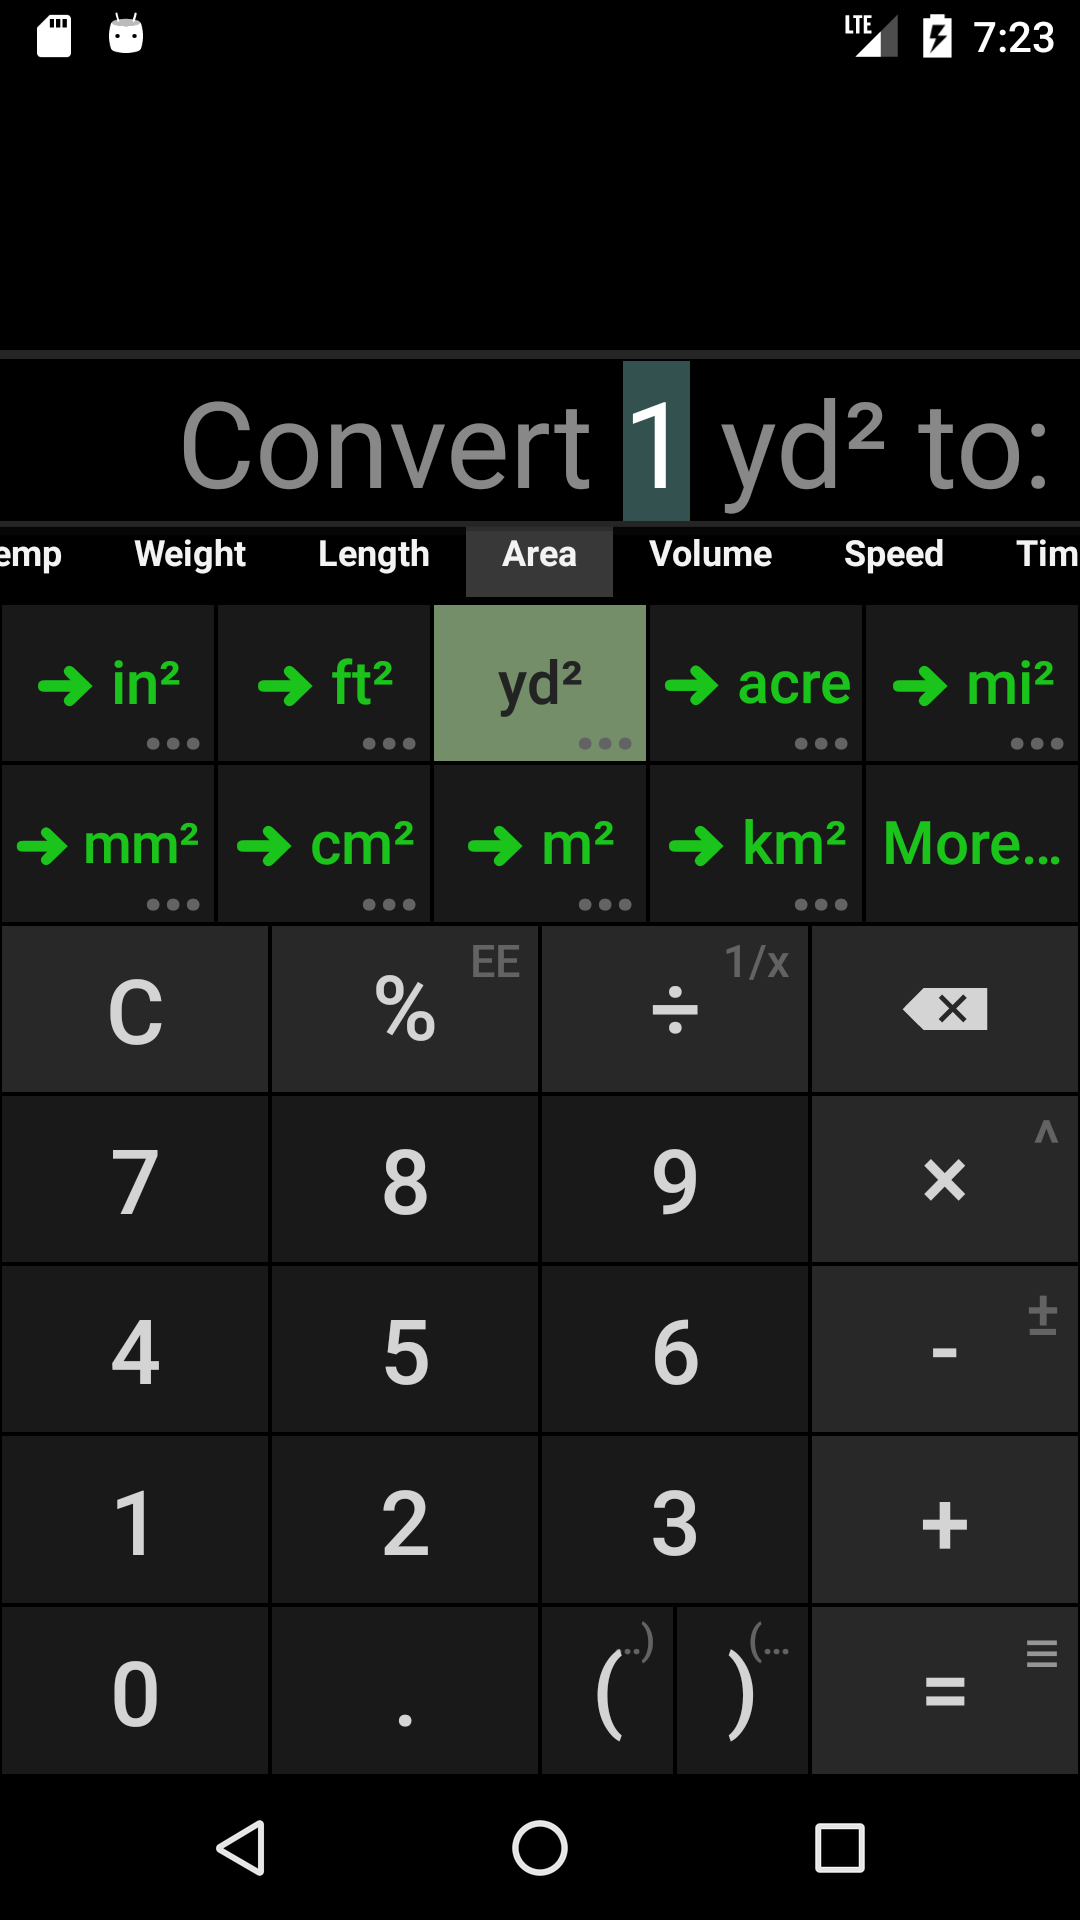 LTE 7:23
Convert 1 yd² to:
emp Weight Length Area Volume Speed Tim
➔ in² ➔ ft² yd² ➔ acre ➔ mi²
➔ mm² ➔ cm² ➔ m² ➔ km² More...
C % EE ÷ 1/x
7 8 9 × ^
4 5 6 - ±
1 2 3 +
0 . ( ..) ) (... =